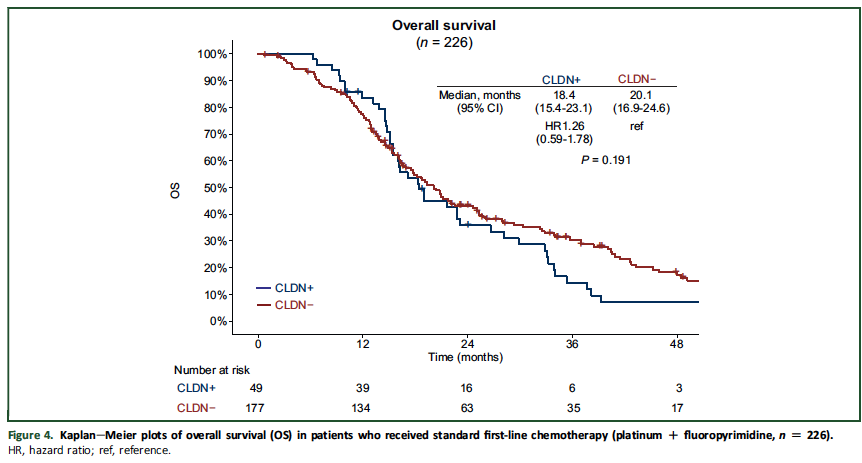 Overall survival
(n = 226)
100%
90%
80%
70%
60%
50%
40%
30%
20%
10%
0%
OS
CLDN+ CLDN−
Median, months 18.4 20.1
(95% CI) (15.4-23.1) (16.9-24.6)
HR1.26 ref
(0.59-1.78)
P = 0.191
CLDN+
CLDN−
0 12 24 36 48
Time (months)
Number at risk
CLDN+ 49 39 16 6 3
CLDN− 177 134 63 35 17
Figure 4. Kaplan–Meier plots of overall survival (OS) in patients who received standard first-line chemotherapy (platinum + fluoropyrimidine, n = 226).
HR, hazard ratio; ref, reference.